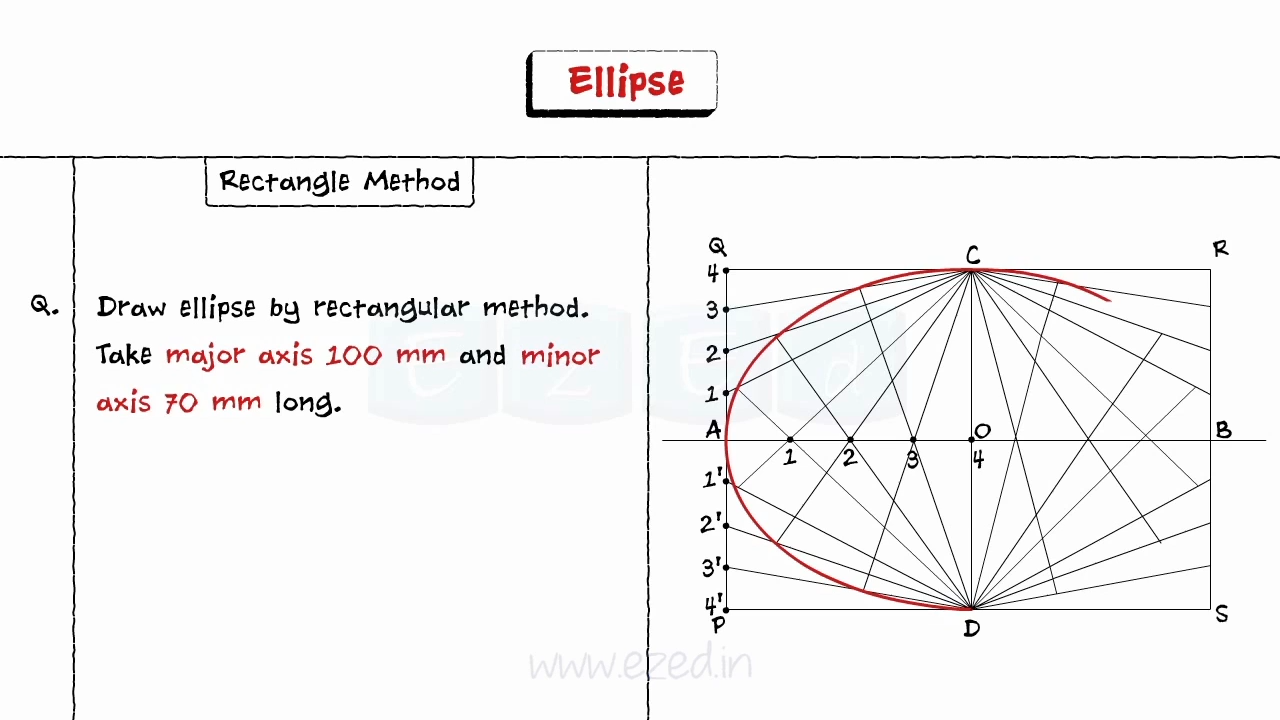 Ellipse
Rectangle Method
Q. Draw ellipse by rectangular method.
Take major axis 100 mm and minor
axis 70 mm long.
Q C R
4
3
2
1
A O B
1 2 3 4
1'
2'
3'
4'
P D S
ezEd
www.ezed.in